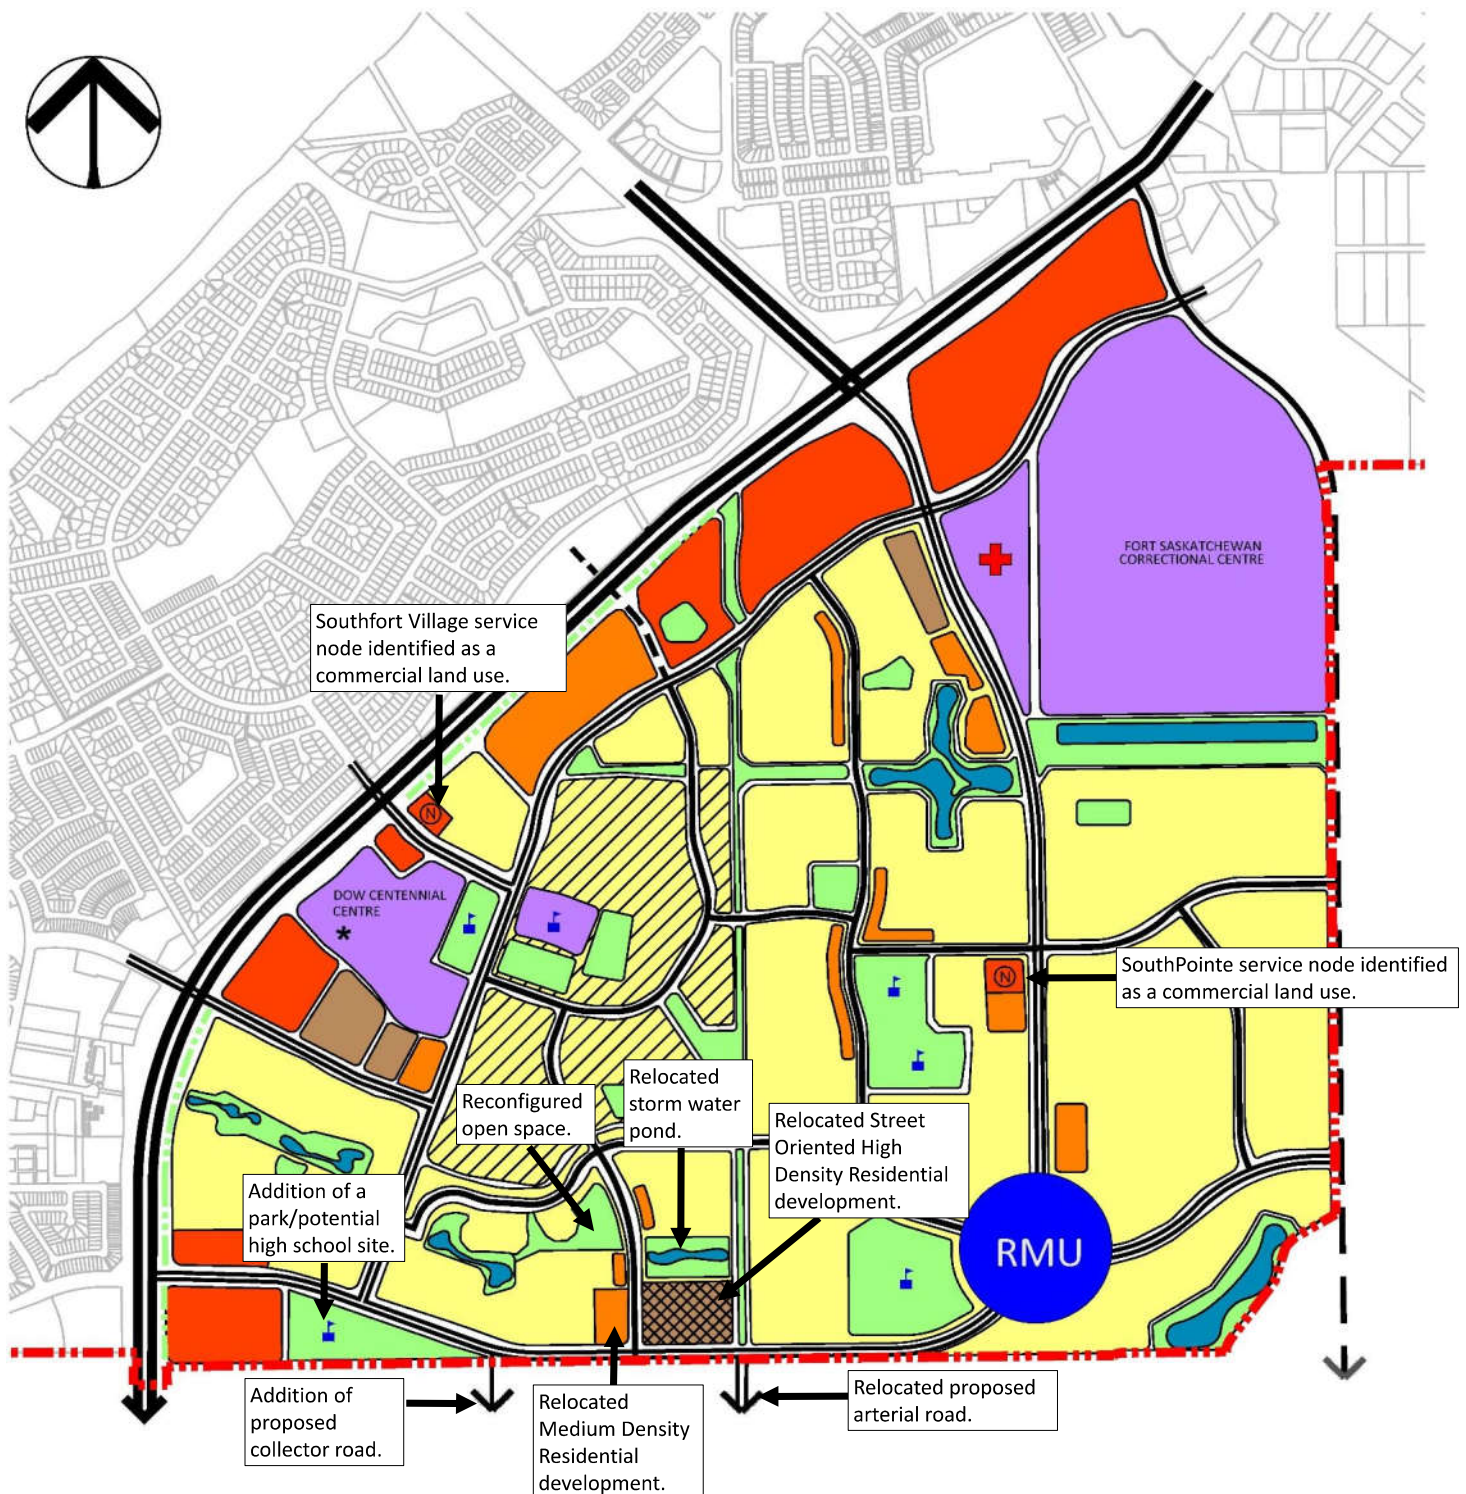 FORT SASKATCHEWAN
CORRECTIONAL CENTRE
Southfort Village service
node identified as a
commercial land use.
N
DOW CENTENNIAL
CENTRE
*
SouthPointe service node identified
as a commercial land use.
N
Relocated
storm water
pond.
Reconfigured
open space.
Relocated Street
Oriented High
Density Residential
development.
Addition of a
park/potential
high school site.
RMU
Addition of
proposed
collector road.
Relocated
Medium Density
Residential
development.
Relocated proposed
arterial road.